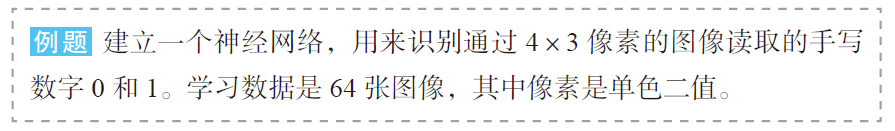 例题 建立一个神经网络，用来识别通过 4 × 3 像素的图像读取的手写
数字 0 和 1。学习数据是 64 张图像，其中像素是单色二值。